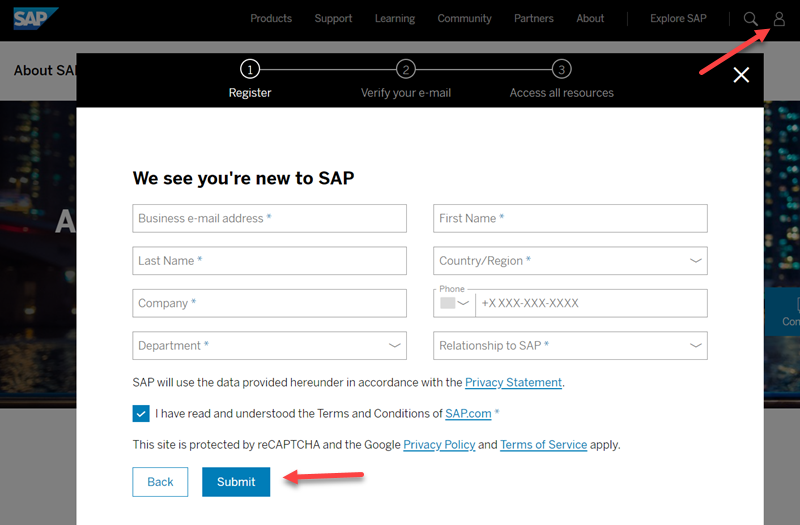 SAP
Products Support Learning Community Partners About Explore SAP
About SA
1 2 3
Register Verify your e-mail Access all resources
We see you're new to SAP
Business e-mail address * First Name *
Last Name * Country/Region *
Phone
Company * +X XXX-XXX-XXXX
Department * Relationship to SAP *
SAP will use the data provided hereunder in accordance with the Privacy Statement.
I have read and understood the Terms and Conditions of SAP.com *
This site is protected by reCAPTCHA and the Google Privacy Policy and Terms of Service apply.
Back Submit
A
Con